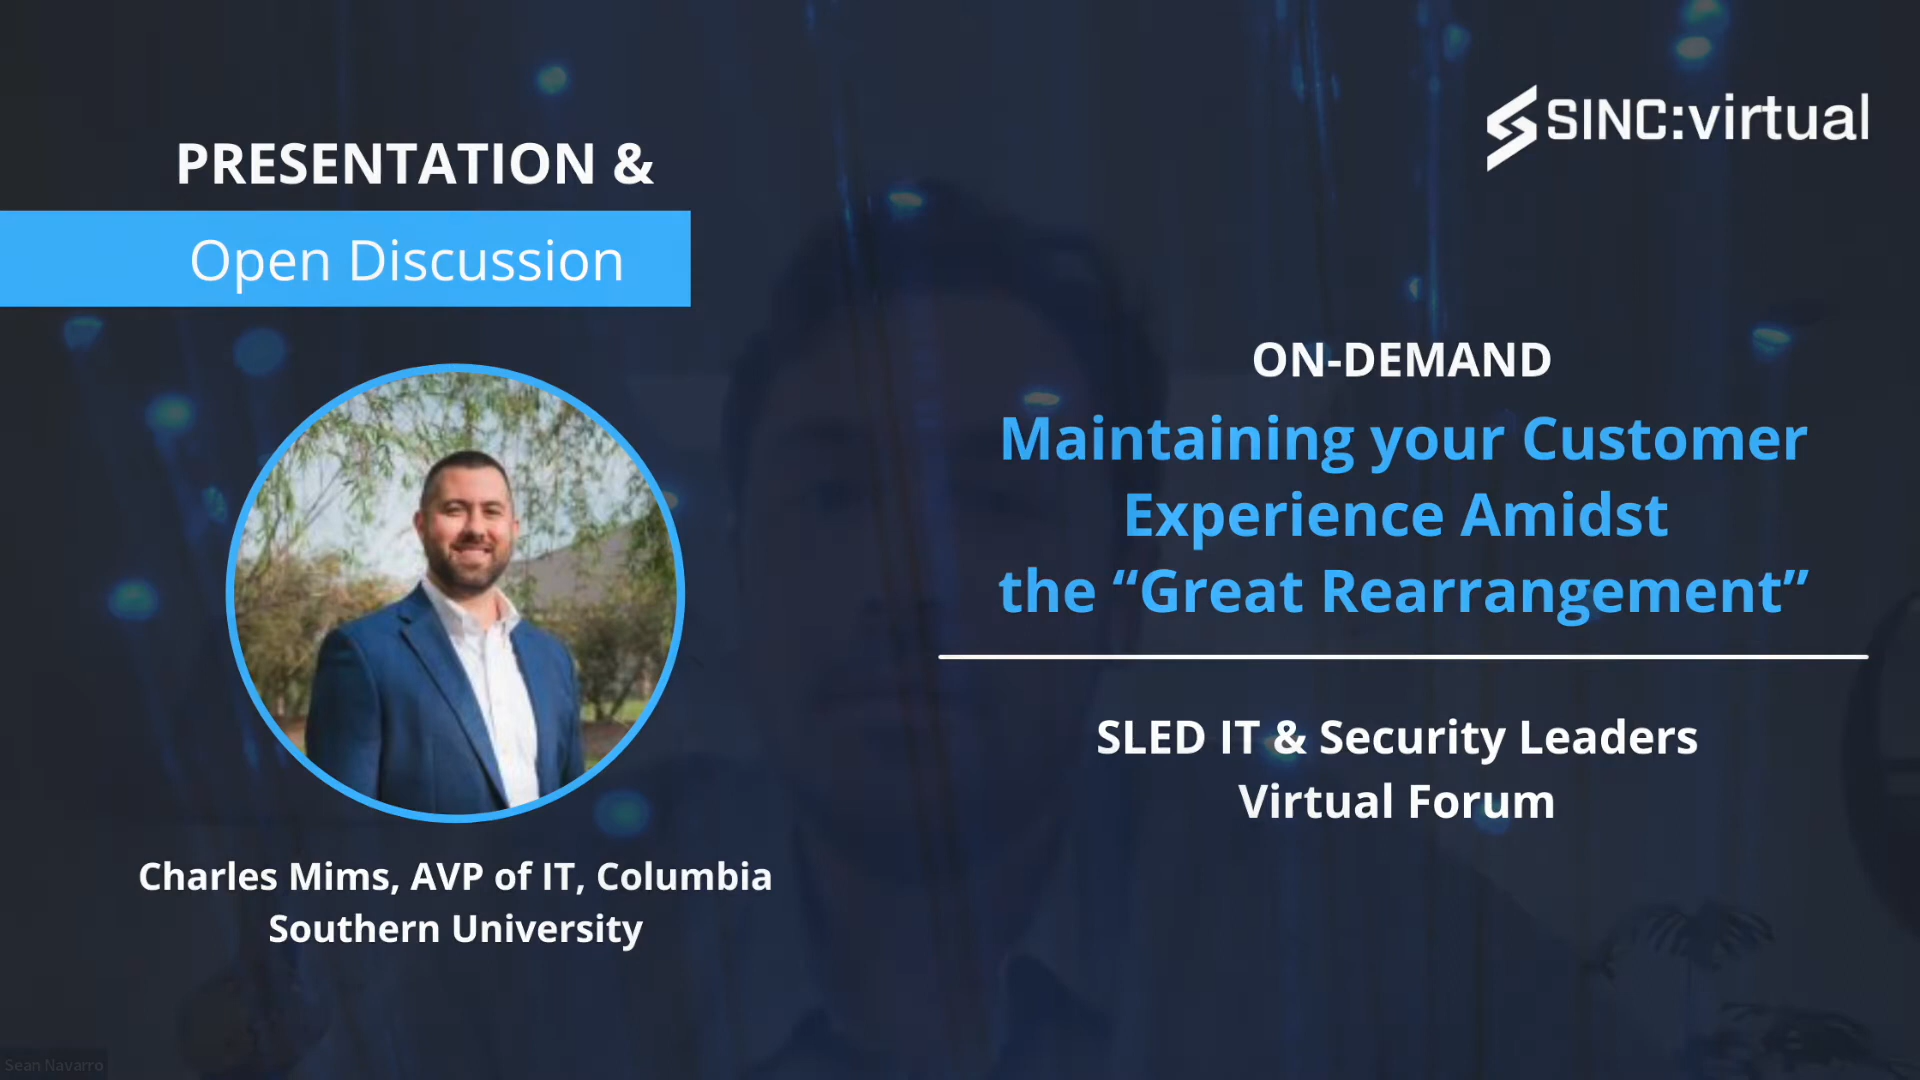 PRESENTATION &
Open Discussion
SINC:virtual
ON-DEMAND
Maintaining your Customer
Experience Amidst
the “Great Rearrangement”
SLED IT & Security Leaders
Virtual Forum
Charles Mims, AVP of IT, Columbia
Southern University
Sean Navarro